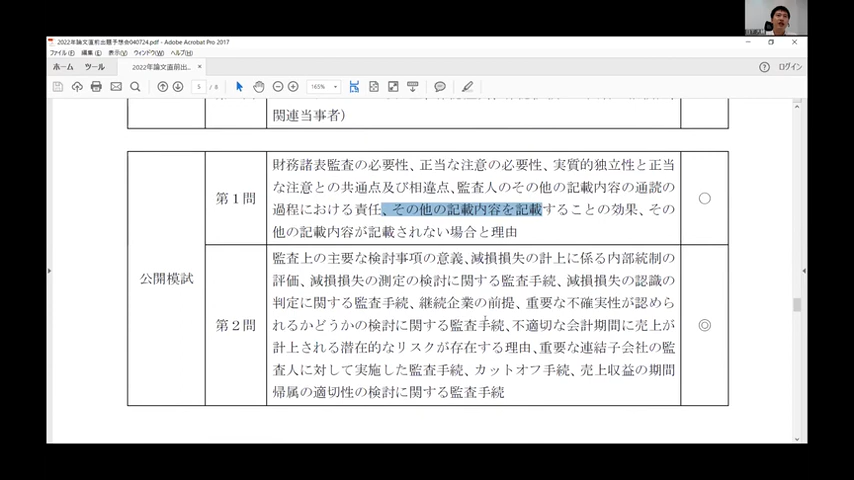 2022年論文直前出題予想会040724.pdf - Adobe Acrobat Pro 2017
ファイル(F) 編集(E) 表示(V) ウィンドウ(W) ヘルプ(H)
ホーム ツール 2022年論文直前出... × ログイン
5 / 8 165%
関連当事者)
公開模試
第1問
財務諸表監査の必要性、正当な注意の必要性、実質的独立性と正当
な注意との共通点及び相違点、監査人のその他の記載内容の通読の
過程における責任、その他の記載内容を記載することの効果、その
他の記載内容が記載されない場合と理由
○
第2問
監査上の主要な検討事項の意義、減損損失の計上に係る内部統制の
評価、減損損失の測定の検討に関する監査手続、減損損失の認識の
判定に関する監査手続、継続企業の前提、重要な不確実性が認めら
れるかどうかの検討に関する監査手続、不適切な会計期間に売上が
計上される潜在的なリスクが存在する理由、重要な連結子会社の監
査人に対して実施した監査手続、カットオフ手続、売上収益の期間
帰属の適切性の検討に関する監査手続
◎